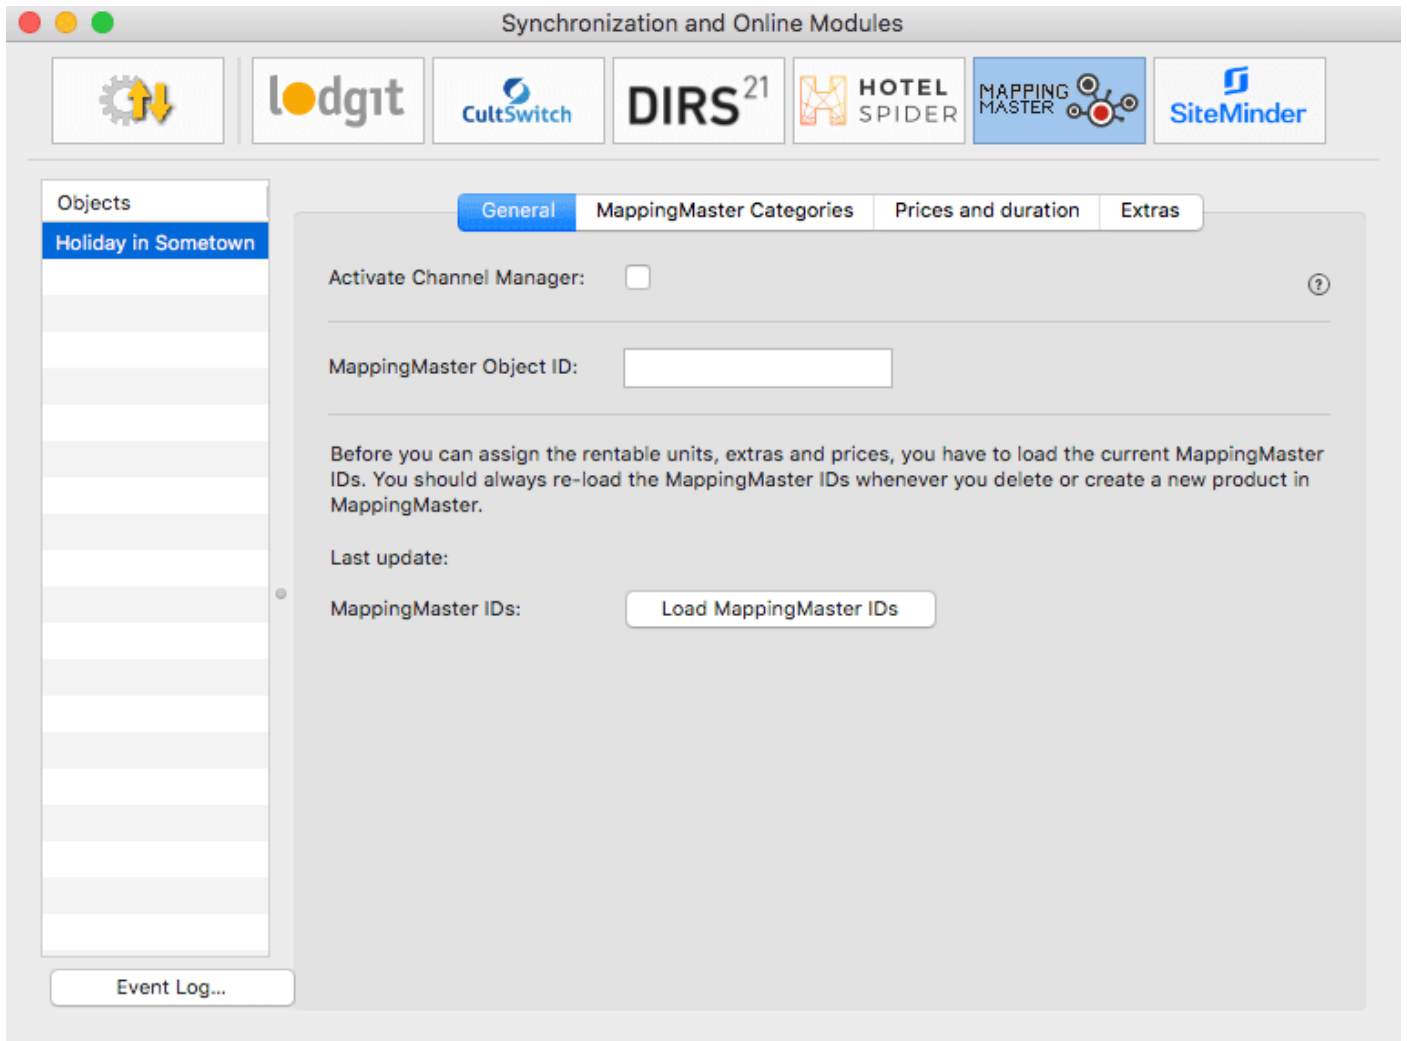 Synchronization and Online Modules
lodgit
CultSwitch
DIRS21
HOTEL
SPIDER
MAPPING
MASTER
SiteMinder
Objects
Holiday in Sometown
General MappingMaster Categories Prices and duration Extras
Activate Channel Manager:
?
MappingMaster Object ID:
Before you can assign the rentable units, extras and prices, you have to load the current MappingMaster
IDs. You should always re-load the MappingMaster IDs whenever you delete or create a new product in
MappingMaster.
Last update:
MappingMaster IDs: Load MappingMaster IDs
Event Log...